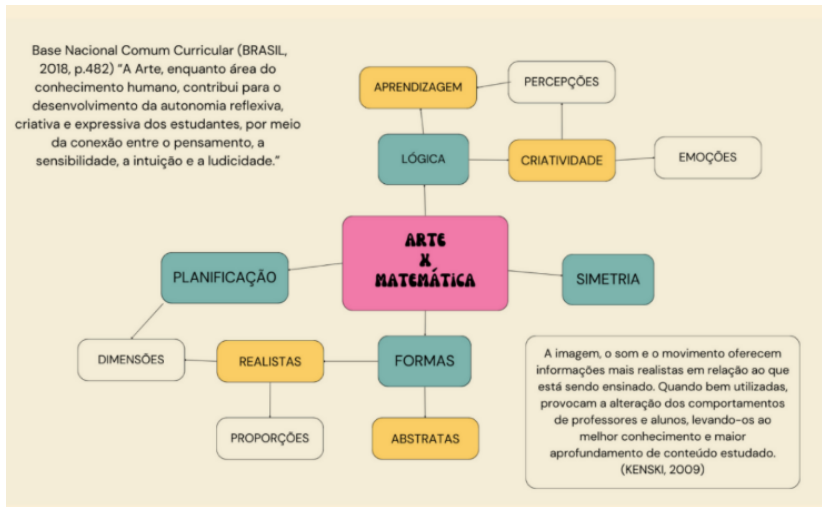 Base Nacional Comum Curricular (BRASIL,
2018, p.482) “A Arte, enquanto área do
conhecimento humano, contribui para o
desenvolvimento da autonomia reflexiva,
criativa e expressiva dos estudantes, por meio
da conexão entre o pensamento, a
sensibilidade, a intuição e a ludicidade.”
APRENDIZAGEM
PERCEPÇÕES
LÓGICA
CRIATIVIDADE
EMOÇÕES
ARTE
X
MATEMÁTICA
PLANIFICAÇÃO
SIMETRIA
DIMENSÕES
REALISTAS
FORMAS
PROPORÇÕES
ABSTRATAS
A imagem, o som e o movimento oferecem
informações mais realistas em relação ao que
está sendo ensinado. Quando bem utilizadas,
provocam a alteração dos comportamentos
de professores e alunos, levando-os ao
melhor conhecimento e maior
aprofundamento de conteúdo estudado.
(KENSKI, 2009)